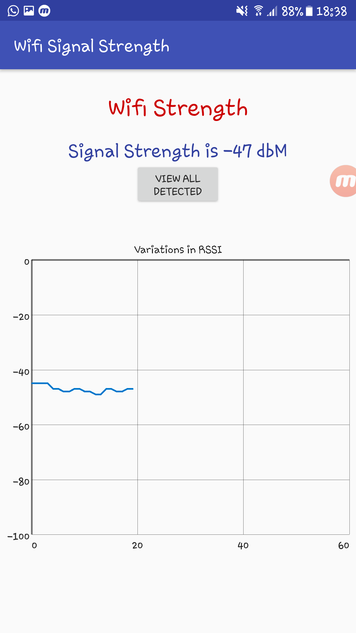 88% 18:38
Wifi Signal Strength
Wifi Strength
Signal Strength is -47 dbM
VIEW ALL
DETECTED
m
Variations in RSSI
0
-20
-40
-60
-80
-100
0 20 40 60